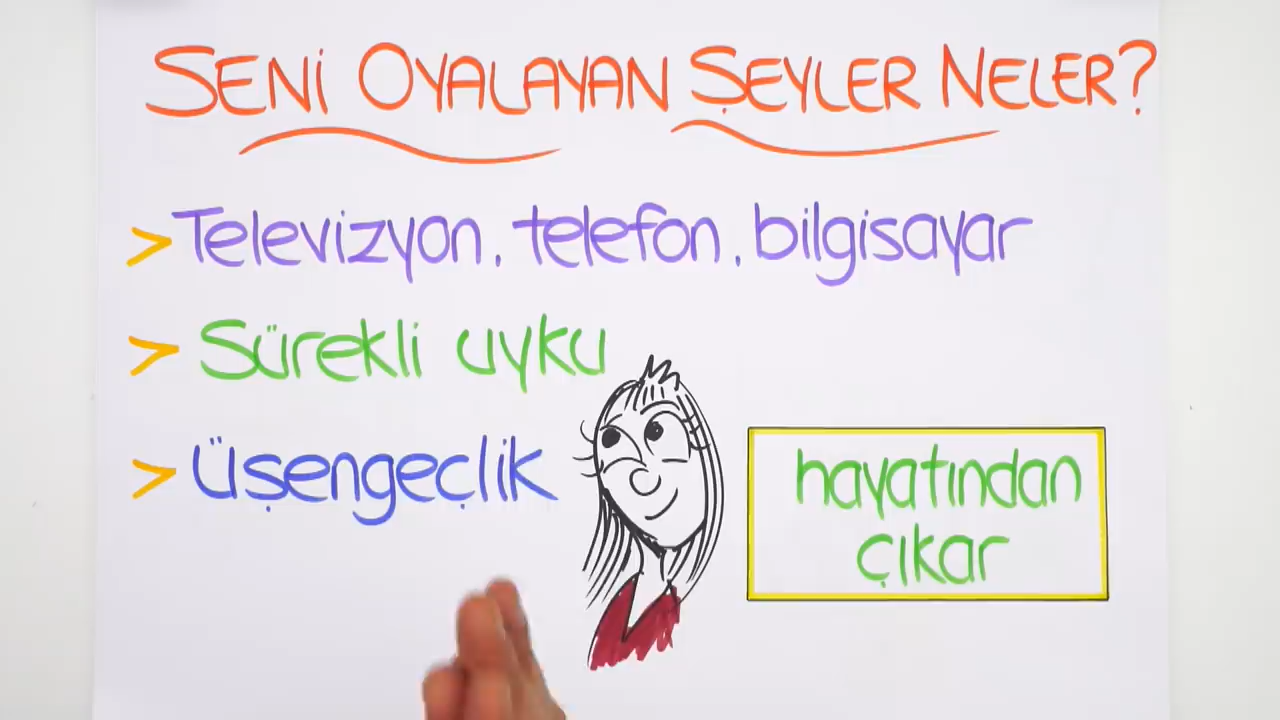 SENİ OYALAYAN ŞEYLER NELER?
> Televizyon, telefon, bilgisayar
> Sürekli uyku
> Üşengeçlik
hayatından
çıkar